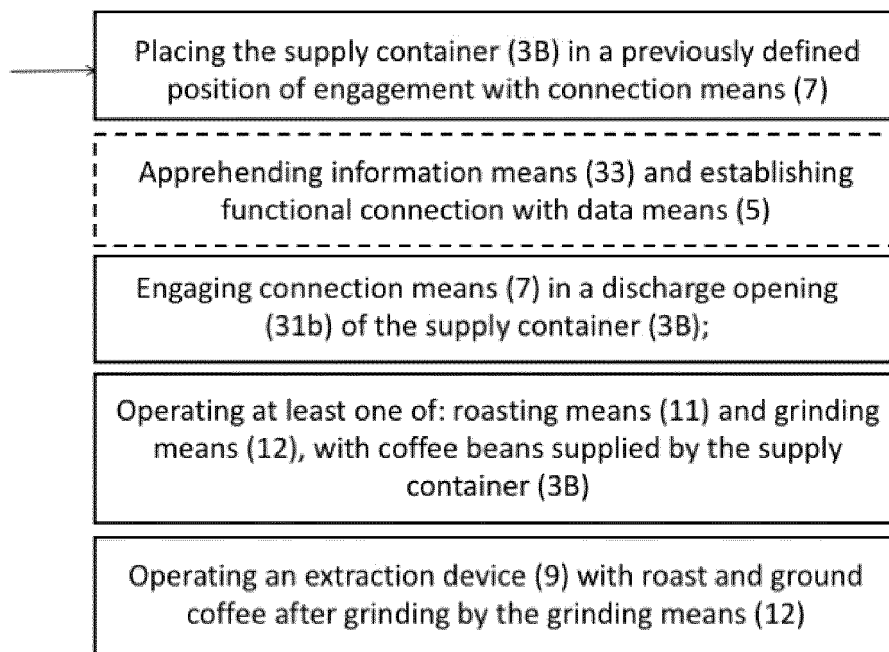 Placing the supply container (3B) in a previously defined
position of engagement with connection means (7)
Apprehending information means (33) and establishing
functional connection with data means (5)
Engaging connection means (7) in a discharge opening
(31b) of the supply container (3B);
Operating at least one of: roasting means (11) and grinding
means (12), with coffee beans supplied by the supply
container (3B)
Operating an extraction device (9) with roast and ground
coffee after grinding by the grinding means (12)